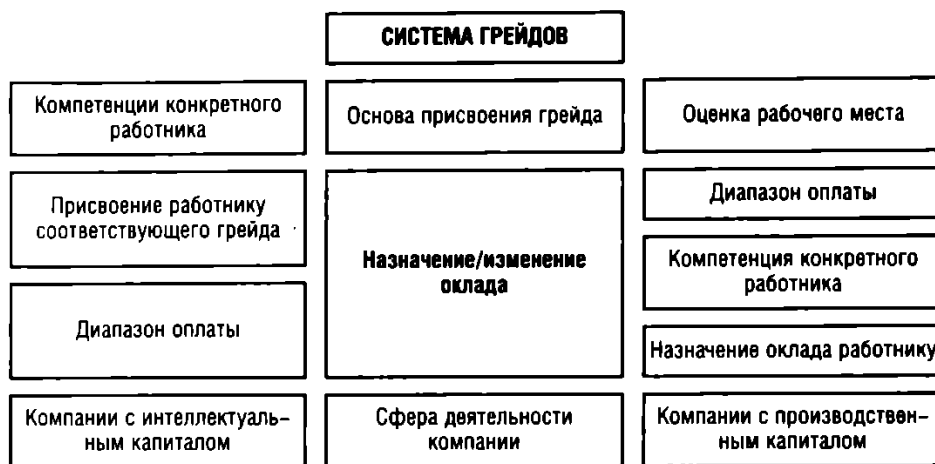 СИСТЕМА ГРЕЙДОВ
Компетенции конкретного
работника
Основа присвоения грейда
Оценка рабочего места
Присвоение работнику
соответствующего грейда
Диапазон оплаты
Назначение/изменение
оклада
Диапазон оплаты
Компетенция конкретного
работника
Назначение оклада работнику
Компании с интеллектуаль-
ным капиталом
Сфера деятельности
компании
Компании с производствен-
ным капиталом